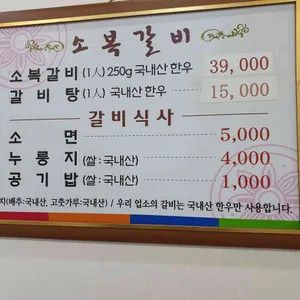 소복갈비
소복갈비 (1人) 250g 국내산 한우 39,000
갈비탕 (1人) 국내산 한우 15,000
갈비식사
소면 5,000
누룽지 (쌀:국내산) 4,000
공기밥 (쌀:국내산) 1,000
치(배추:국내산, 고춧가루:국내산) / 우리 업소의 갈비는 국내산 한우만 사용합니다.